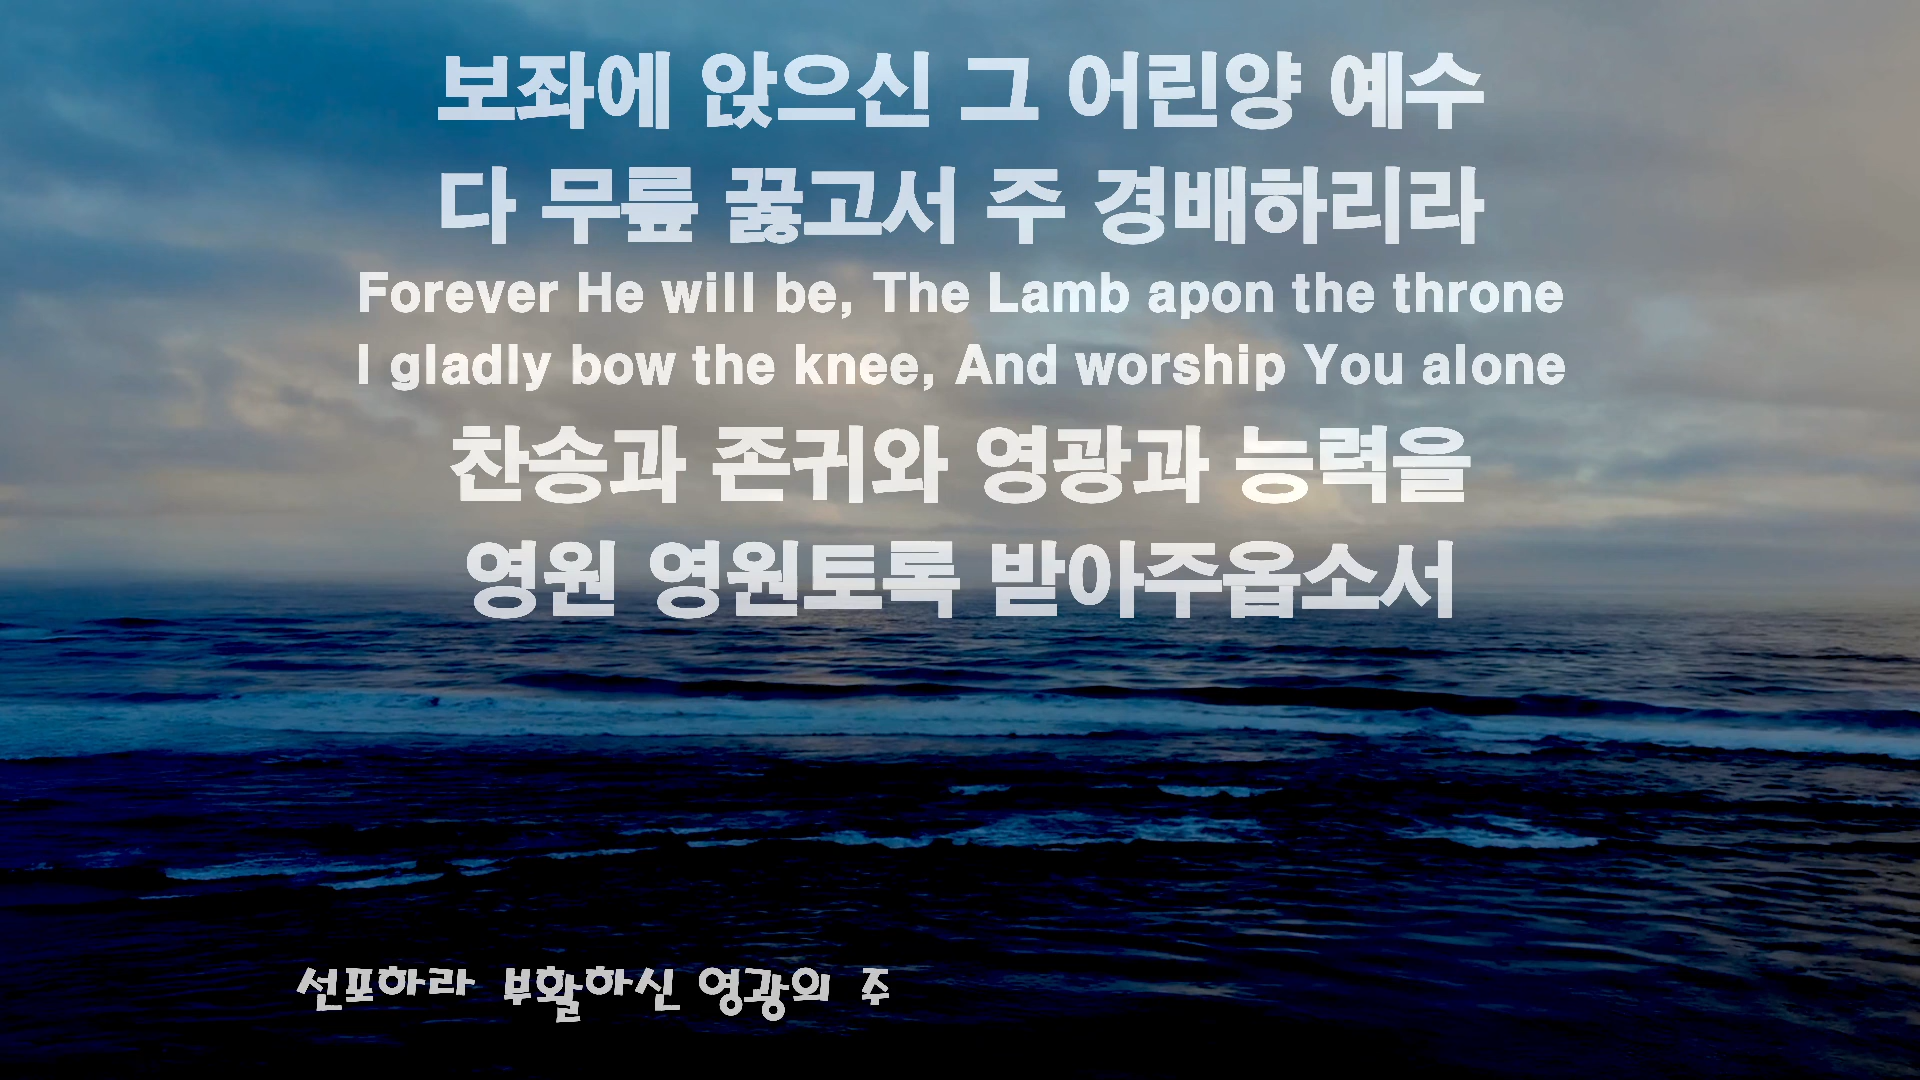 보좌에 앉으신 그 어린양 예수
다 무릎 꿇고서 주 경배하리라
Forever He will be, The Lamb apon the throne
I gladly bow the knee, And worship You alone
찬송과 존귀와 영광과 능력을
영원 영원토록 받아주옵소서
선포하라 부활하신 영광의 주